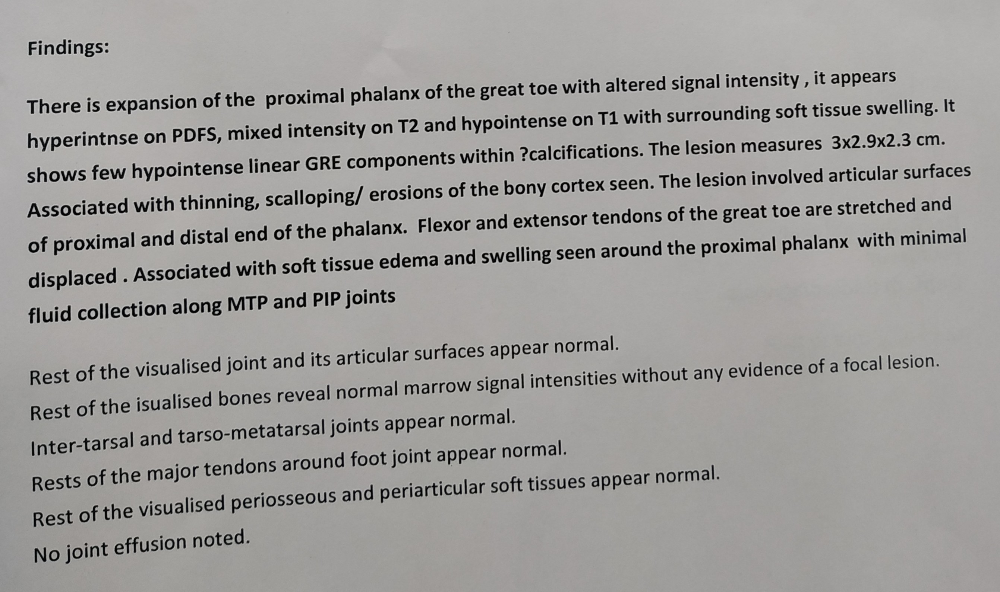 Findings:
There is expansion of the proximal phalanx of the great toe with altered signal intensity , it appears
hyperintnse on PDFS, mixed intensity on T2 and hypointense on T1 with surrounding soft tissue swelling. It
shows few hypointense linear GRE components within ?calcifications. The lesion measures 3x2.9x2.3 cm.
Associated with thinning, scalloping/ erosions of the bony cortex seen. The lesion involved articular surfaces
of proximal and distal end of the phalanx. Flexor and extensor tendons of the great toe are stretched and
displaced . Associated with soft tissue edema and swelling seen around the proximal phalanx with minimal
fluid collection along MTP and PIP joints
Rest of the visualised joint and its articular surfaces appear normal.
Rest of the isualised bones reveal normal marrow signal intensities without any evidence of a focal lesion.
Inter-tarsal and tarso-metatarsal joints appear normal.
Rests of the major tendons around foot joint appear normal.
Rest of the visualised periosseous and periarticular soft tissues appear normal.
No joint effusion noted.